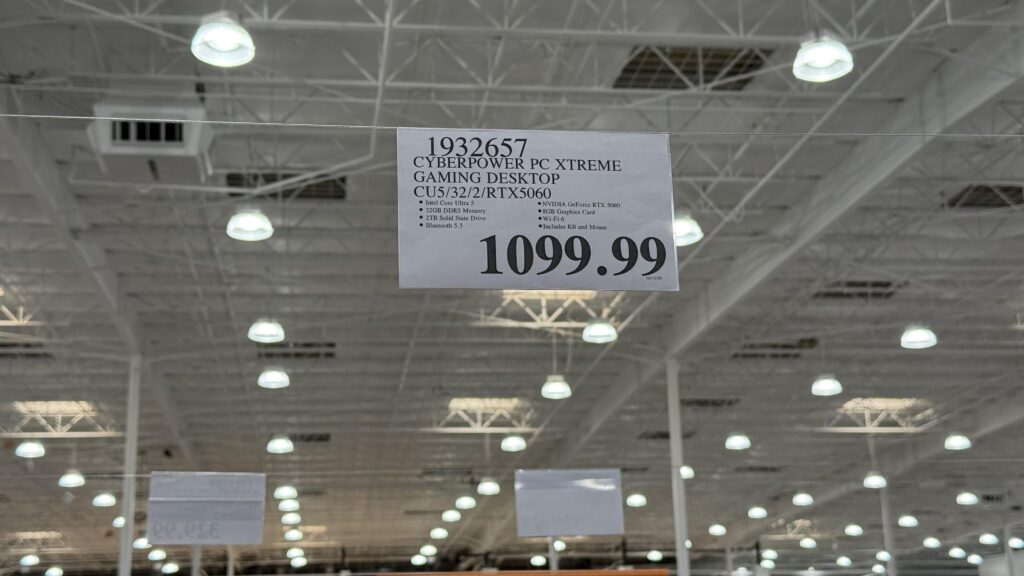 1932657
CYBERPOWER PC XTREME
GAMING DESKTOP
CU5/32/2/RTX5060
• Intel Core Ultra 5
• 32GB DDR5 Memory
• 2TB Solid State Drive
• Bluetooth 5.3
• NVIDIA GeForce RTX 5060
• 8GB Graphics Card
• Wi-Fi 6
• Includes KB and Mouse
1099.99
329.99